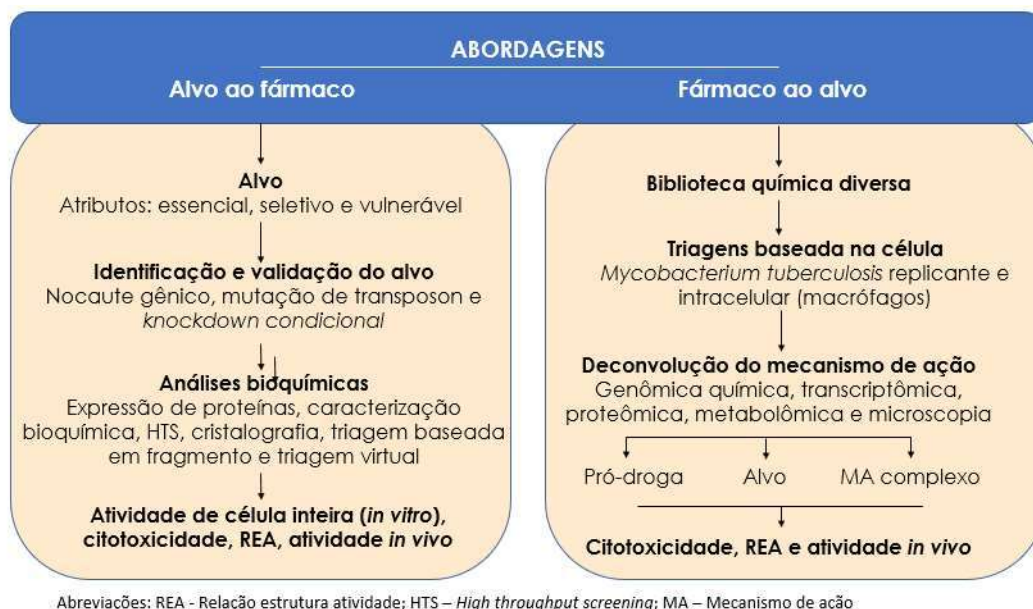 ABORDAGENS
Alvo ao fármaco
Fármaco ao alvo
Alvo
Atributos: essencial, seletivo e vulnerável
Identificação e validação do alvo
Nocaute gênico, mutação de transposon e
knockdown condicional
Análises bioquímicas
Expressão de proteínas, caracterização
bioquímica, HTS, cristalografia, triagem baseada
em fragmento e triagem virtual
Atividade de célula inteira (in vitro),
citotoxicidade, REA, atividade in vivo
Biblioteca química diversa
Triagens baseada na célula
Mycobacterium tuberculosis replicante e
intracelular (macrófagos)
Deconvolução do mecanismo de ação
Genômica química, transcriptômica,
proteômica, metabolômica e microscopia
Pró-droga
Alvo
MA complexo
Citotoxicidade, REA e atividade in vivo
Abreviações: REA - Relação estrutura atividade; HTS – High throughput screening; MA – Mecanismo de ação